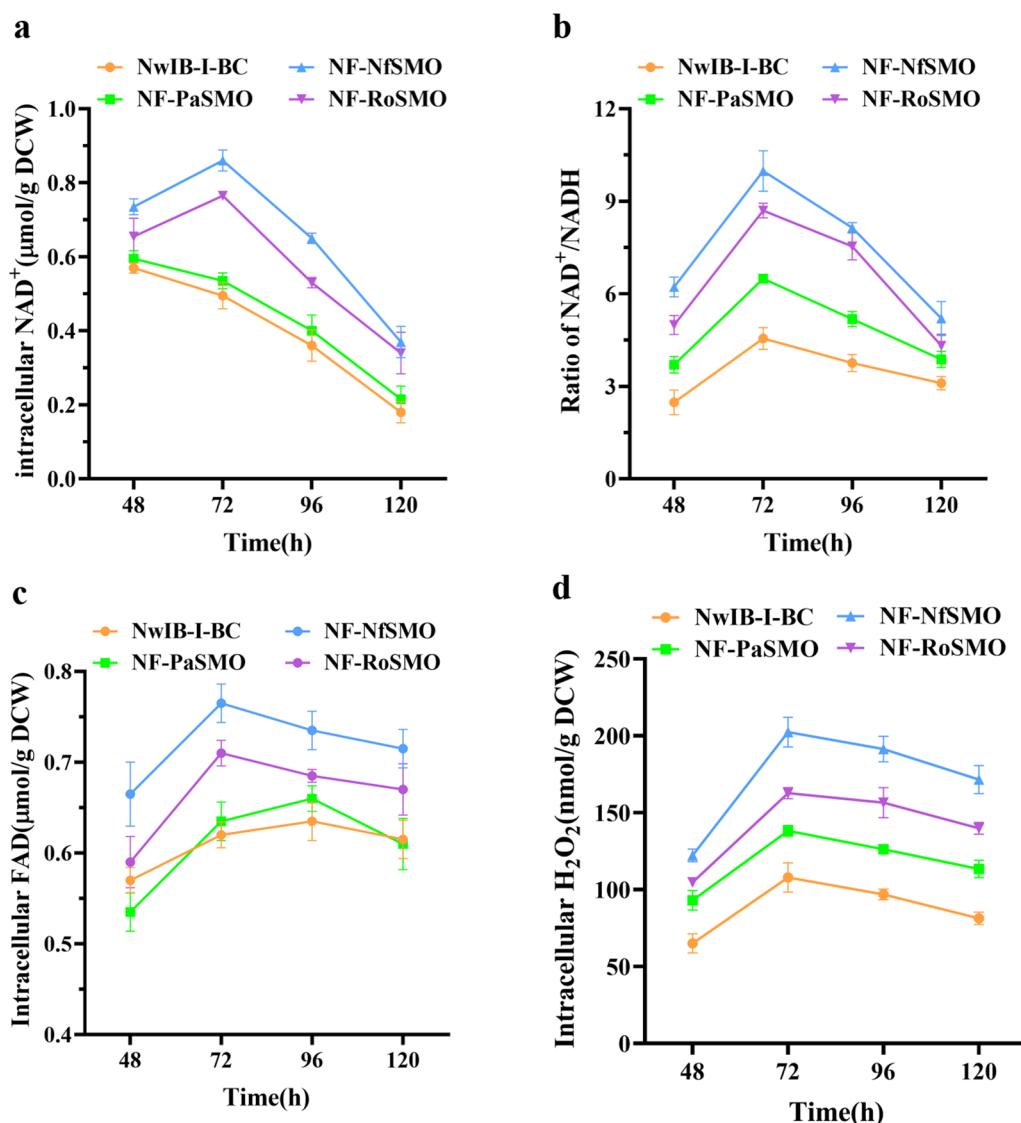 a
NwIB-I-BC NF-NfSMO
NF-PaSMO NF-RoSMO
intracellular NAD⁺(μmol/g DCW)
1.0
0.8
0.6
0.4
0.2
0.0
48 72 96 120
Time(h)
b
NwIB-I-BC NF-NfSMO
NF-PaSMO NF-RoSMO
Ratio of NAD⁺/NADH
12
9
6
3
0
48 72 96 120
Time(h)
c
NwIB-I-BC NF-NfSMO
NF-PaSMO NF-RoSMO
Intracellular FAD(μmol/g DCW)
0.8
0.7
0.6
0.5
0.4
48 72 96 120
Time(h)
d
NwIB-I-BC NF-NfSMO
NF-PaSMO NF-RoSMO
Intracellular H₂O₂(nmol/g DCW)
250
200
150
100
50
0
48 72 96 120
Time(h)